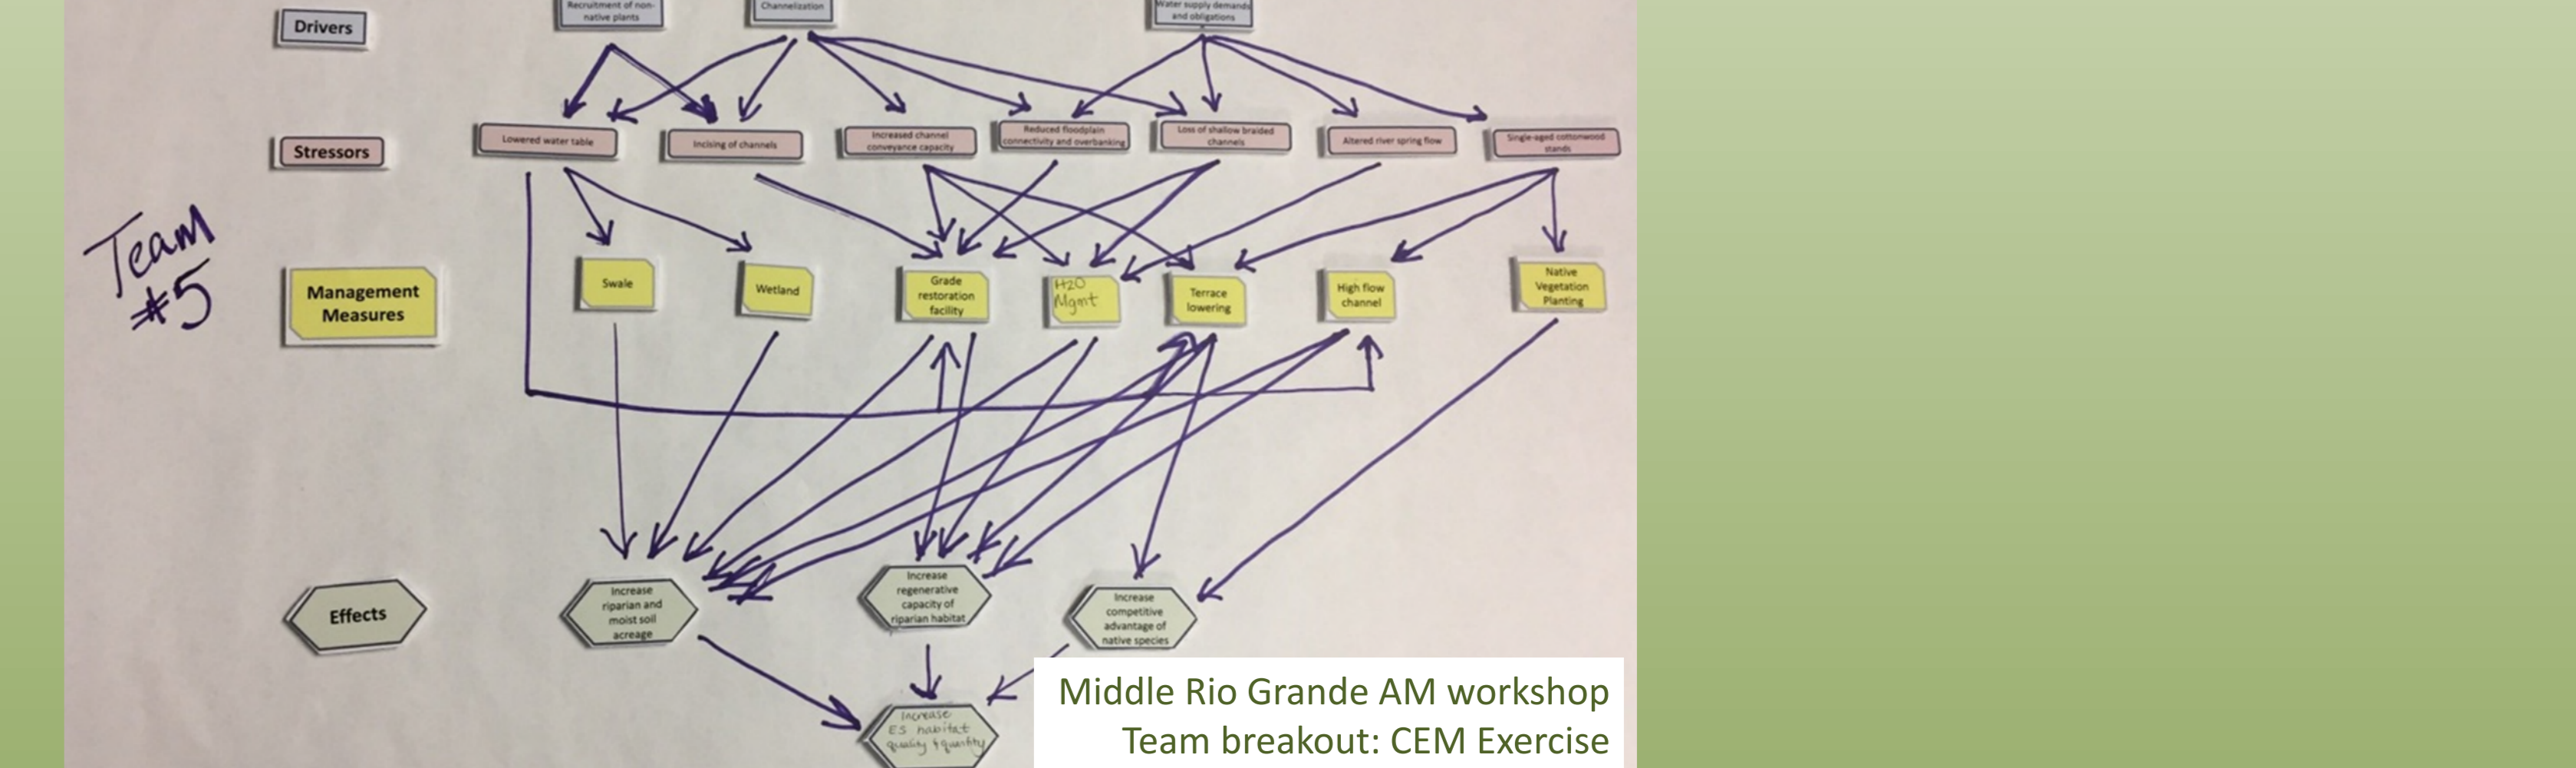 Recruitment of non-
native plants
Channelization
Water supply demands
and obligations
Drivers
Stressors
Lowered water table
Incising of channels
Increased channel
conveyance capacity
Reduced floodplain
connectivity and overbanking
Loss of shallow braided
channels
Altered river spring flow
Single-aged cottonwood
stands
Team
#5
Management
Measures
Swale
Wetland
Grade
restoration
facility
H2O
Mgmt
Terrace
lowering
High flow
channel
Native
Vegetation
Planting
Effects
Increase
riparian and
moist soil
acreage
Increase
regenerative
capacity of
riparian habitat
Increase
competitive
advantage of
native species
Increase
ES habitat
quality & quantity
Middle Rio Grande AM workshop
Team breakout: CEM Exercise